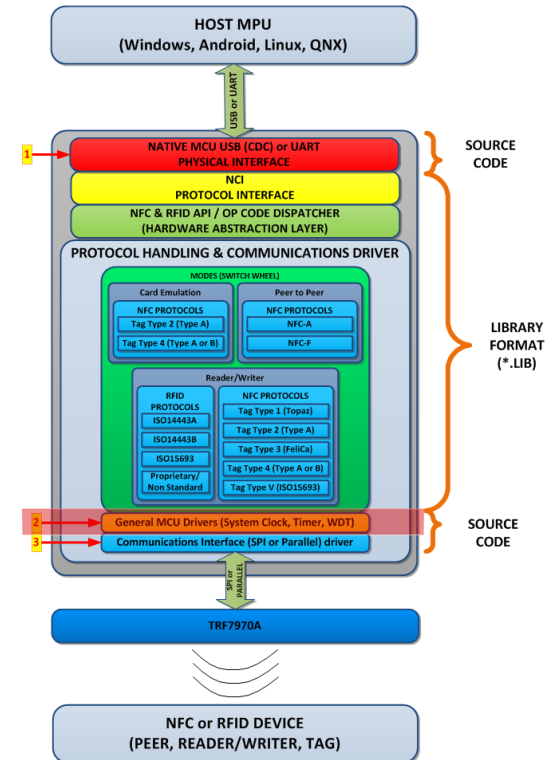 HOST MPU
(Windows, Android, Linux, QNX)
USB or UART
1
NATIVE MCU USB (CDC) or UART
PHYSICAL INTERFACE
SOURCE
CODE
NCI
PROTOCOL INTERFACE
NFC & RFID API / OP CODE DISPATCHER
(HARDWARE ABSTRACTION LAYER)
PROTOCOL HANDLING & COMMUNICATIONS DRIVER
MODES (SWITCH WHEEL)
Card Emulation
NFC PROTOCOLS
Tag Type 2 (Type A)
Tag Type 4 (Type A or B)
Peer to Peer
NFC PROTOCOLS
NFC-A
NFC-F
LIBRARY
FORMAT
(*.LIB)
Reader/Writer
RFID
PROTOCOLS
ISO14443A
ISO14443B
ISO15693
Proprietary/
Non Standard
NFC PROTOCOLS
Tag Type 1 (Topaz)
Tag Type 2 (Type A)
Tag Type 3 (FeliCa)
Tag Type 4 (Type A or B)
Tag Type V (ISO15693)
2
General MCU Drivers (System Clock, Timer, WDT)
3
Communications Interface (SPI or Parallel) driver
SOURCE
CODE
SPI or
PARALLEL
TRF7970A
NFC or RFID DEVICE
(PEER, READER/WRITER, TAG)